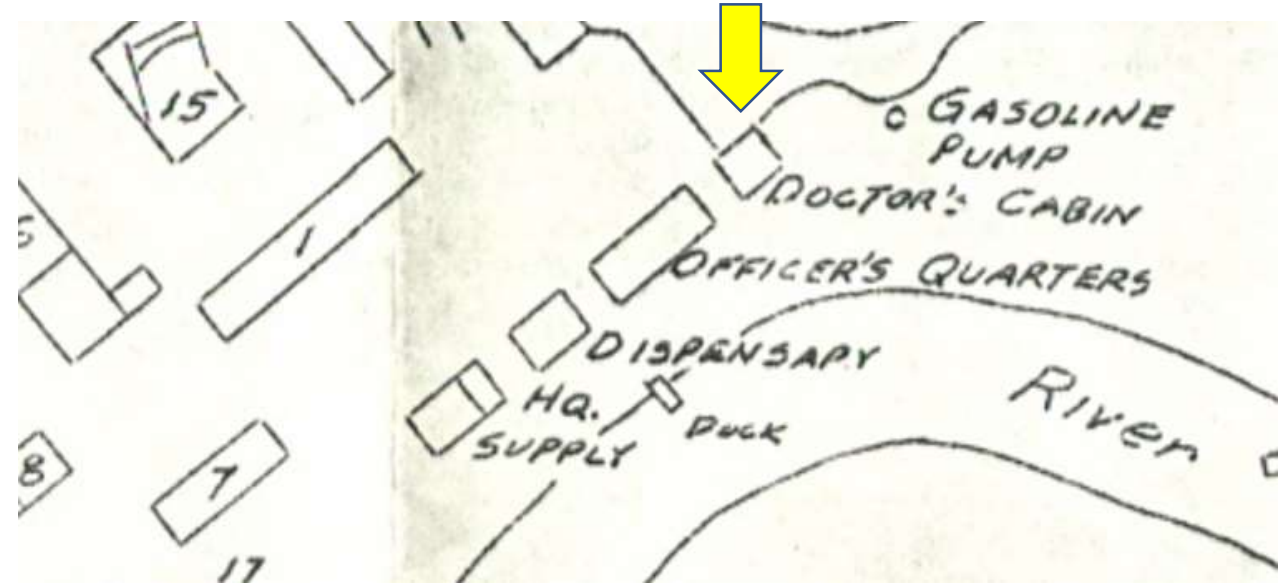 15
GASOLINE
PUMP
DOCTOR'S CABIN
1
OFFICER'S QUARTERS
DISPENSARY
HQ.
SUPPLY
DOCK
River
8
7
17